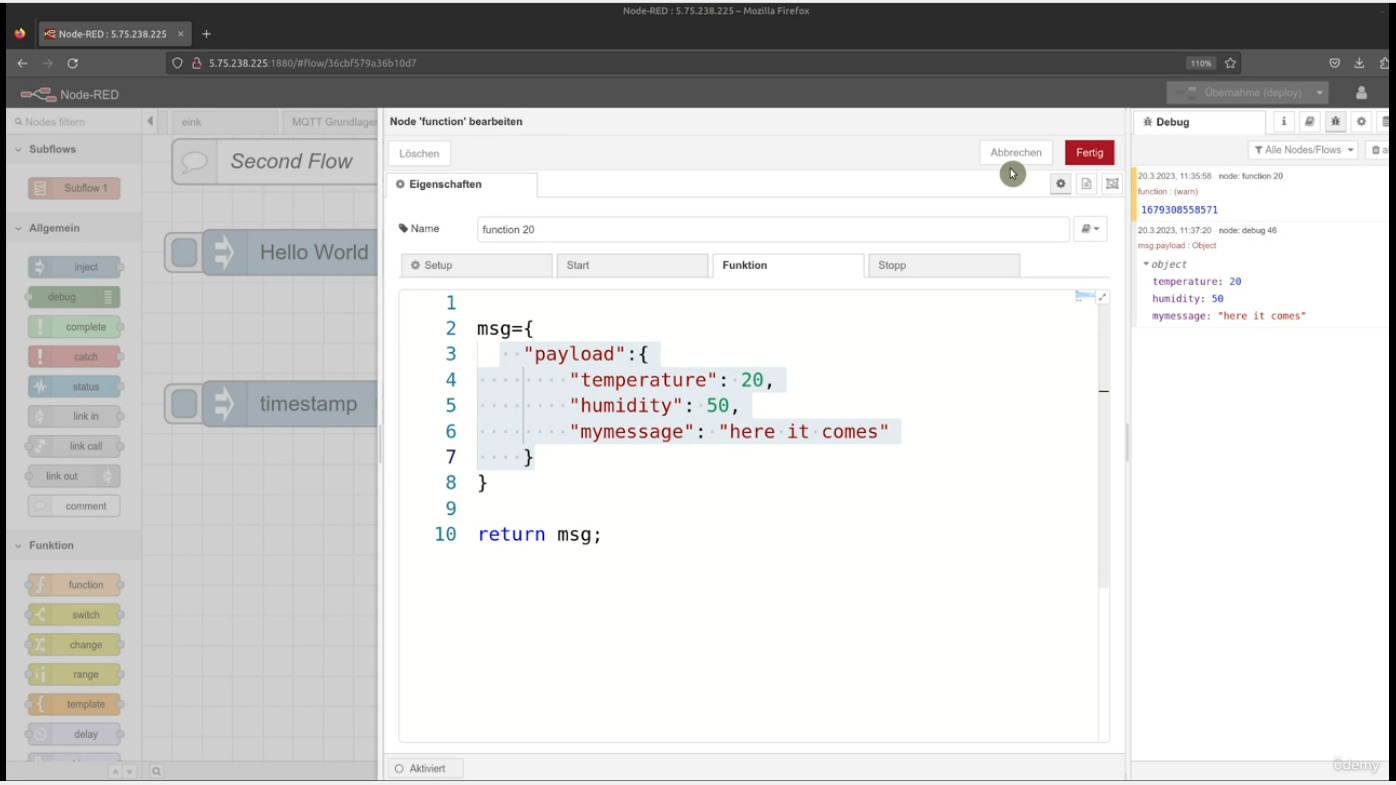 Node-RED : 5.75.238.225 – Mozilla Firefox
Node-RED : 5.75.238.225 × +
5.75.238.225:1880/#flow/36cbf579a36b10d7 110%
Node-RED Übernahme (deploy)
Nodes filtern
eink MQTT Grundlagen
Subflows
Subflow 1
Allgemein
inject
debug
complete
catch
status
link in
link call
link out
comment
Funktion
function
switch
change
range
template
delay
Second Flow
Hello World
timestamp
Node 'function' bearbeiten
Löschen Abbrechen Fertig
Eigenschaften
Name function 20
Setup Start Funktion Stopp
1
2 msg={
3 "payload":{
4 "temperature": 20,
5 "humidity": 50,
6 "mymessage": "here it comes"
7 }
8 }
9
10 return msg;
Aktiviert
Debug i
Alle Nodes/Flows
20.3.2023, 11:35:58 node: function 20
function : (warn)
1679308558571
20.3.2023, 11:37:20 node: debug 46
msg.payload : Object
object
temperature: 20
humidity: 50
mymessage: "here it comes"
ûdemy